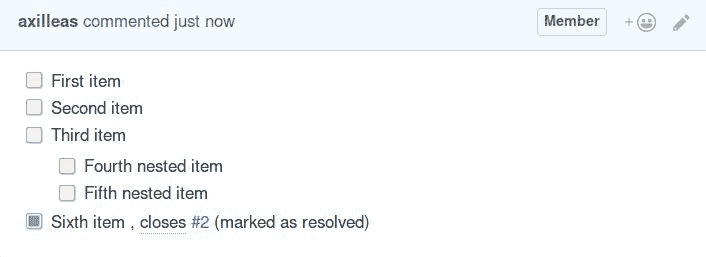 axilleas commented just now Member
First item
Second item
Third item
Fourth nested item
Fifth nested item
Sixth item , closes #2 (marked as resolved)